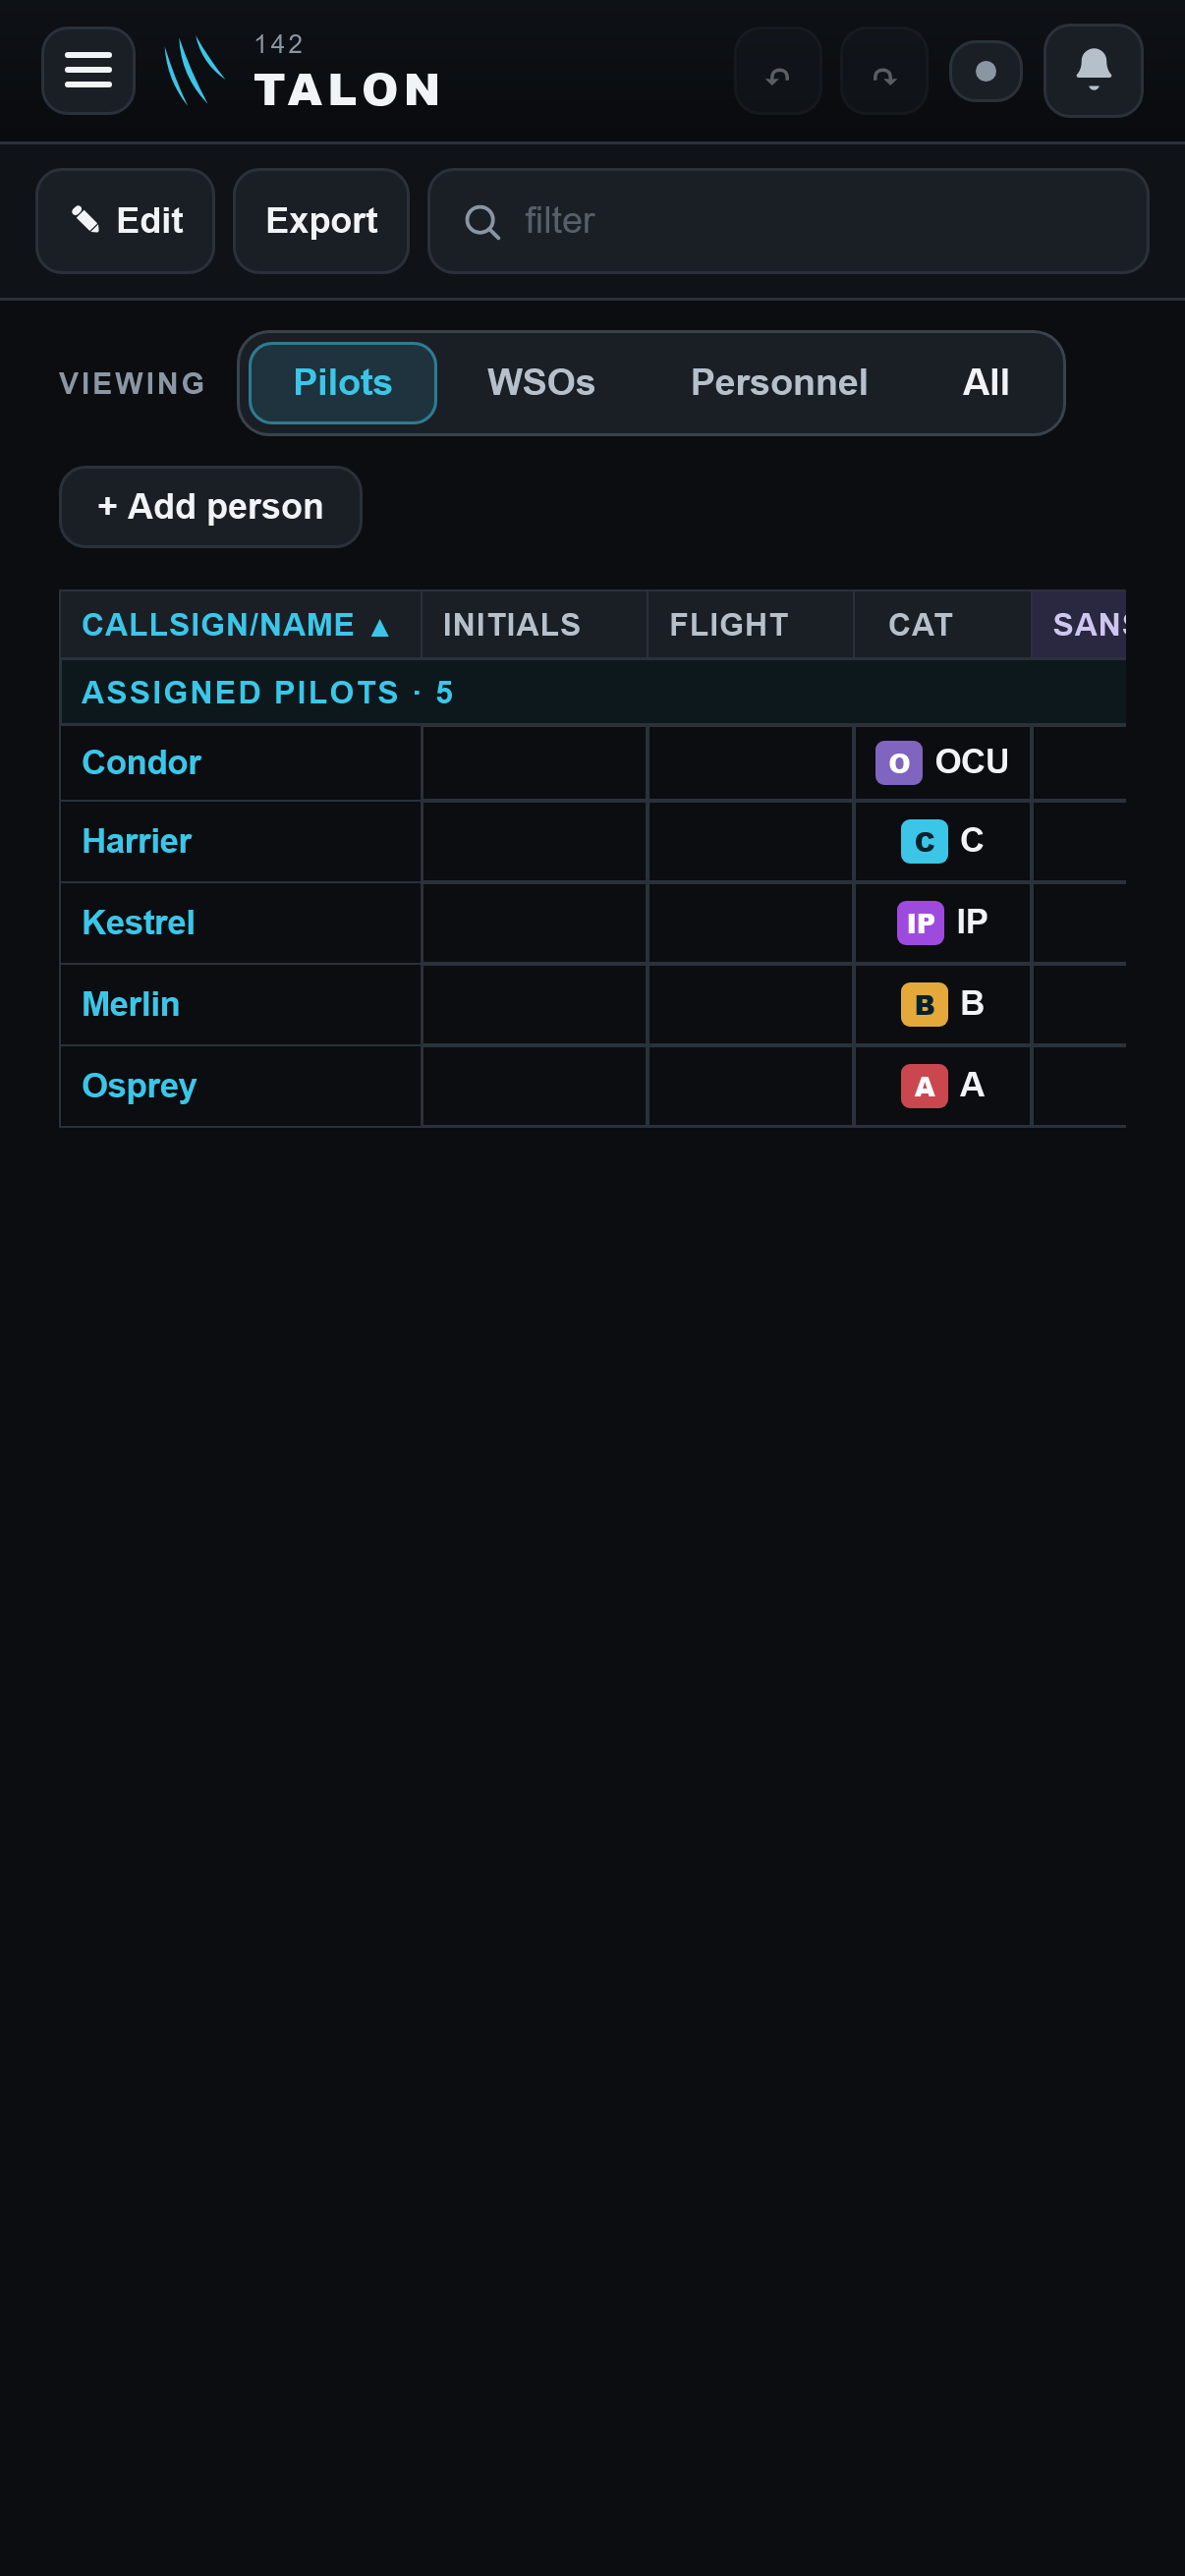 142
TALON
Edit Export filter
VIEWING Pilots WSOs Personnel All
+ Add person
CALLSIGN/NAME ▲ INITIALS FLIGHT CAT
ASSIGNED PILOTS · 5
Condor O OCU
Harrier C C
Kestrel IP IP
Merlin B B
Osprey A A